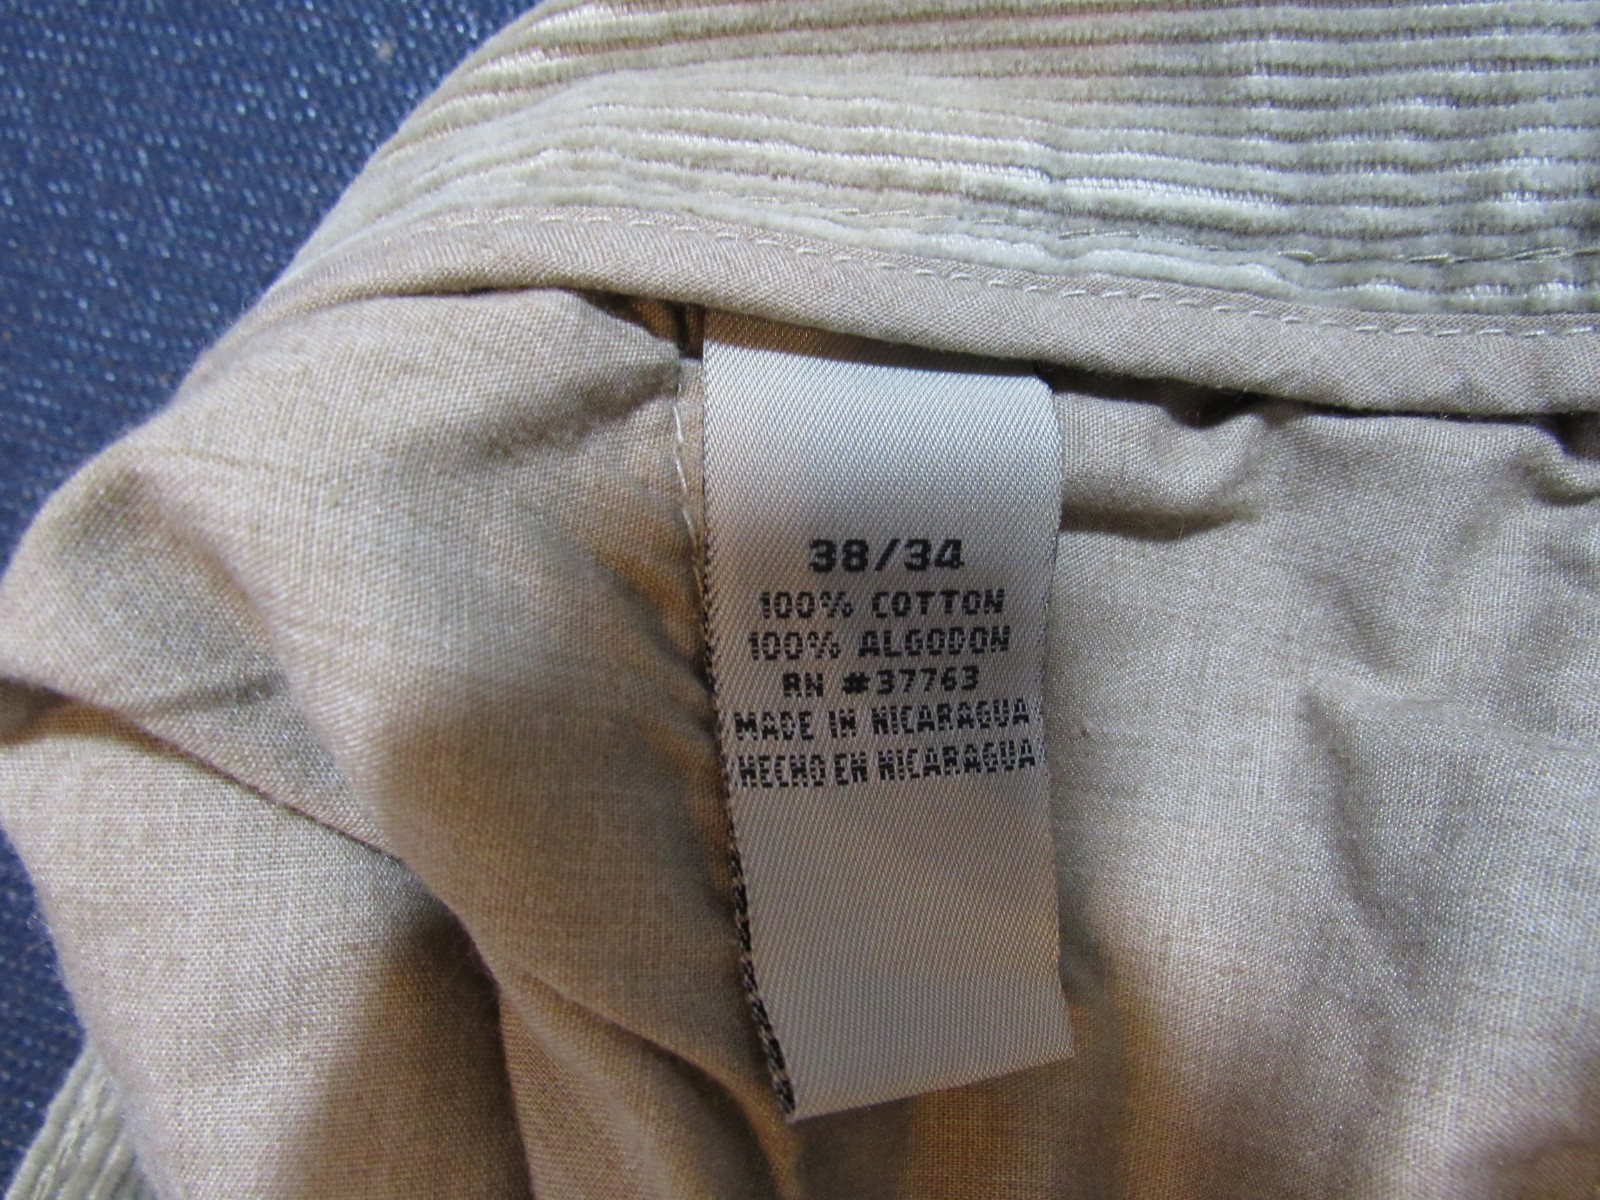 38/34
100% COTTON
100% ALGODON
RN #37763
MADE IN NICARAGUA
HECHO EN NICARAGUA